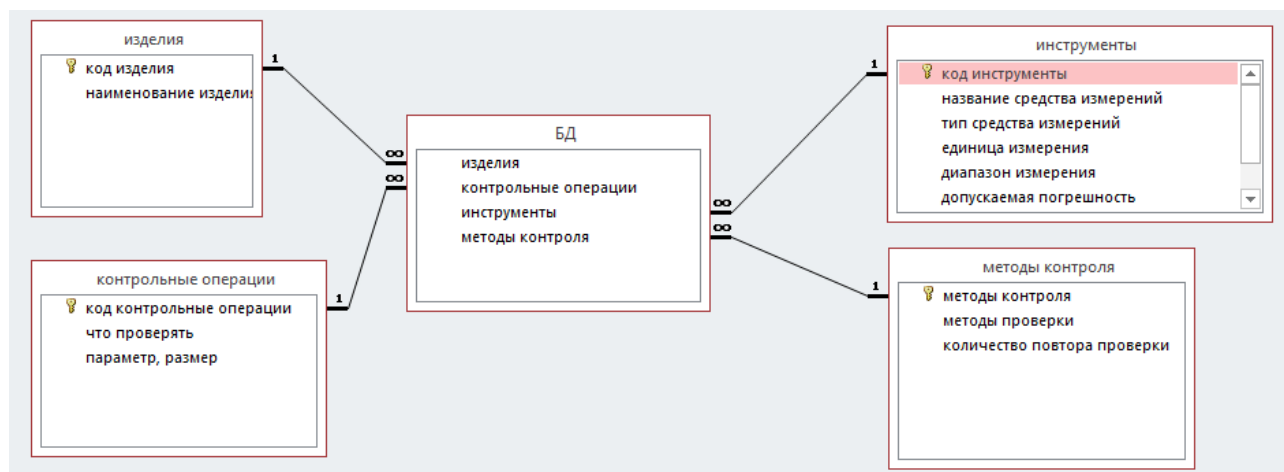 изделия
код изделия
наименование изделия
1
контрольные операции
код контрольные операции
что проверять
параметр, размер
1
БД
изделия
контрольные операции
инструменты
методы контроля
∞
∞
∞
∞
инструменты
код инструменты
название средства измерений
тип средства измерений
единица измерения
диапазон измерения
допускаемая погрешность
1
методы контроля
методы контроля
методы проверки
количество повтора проверки
1